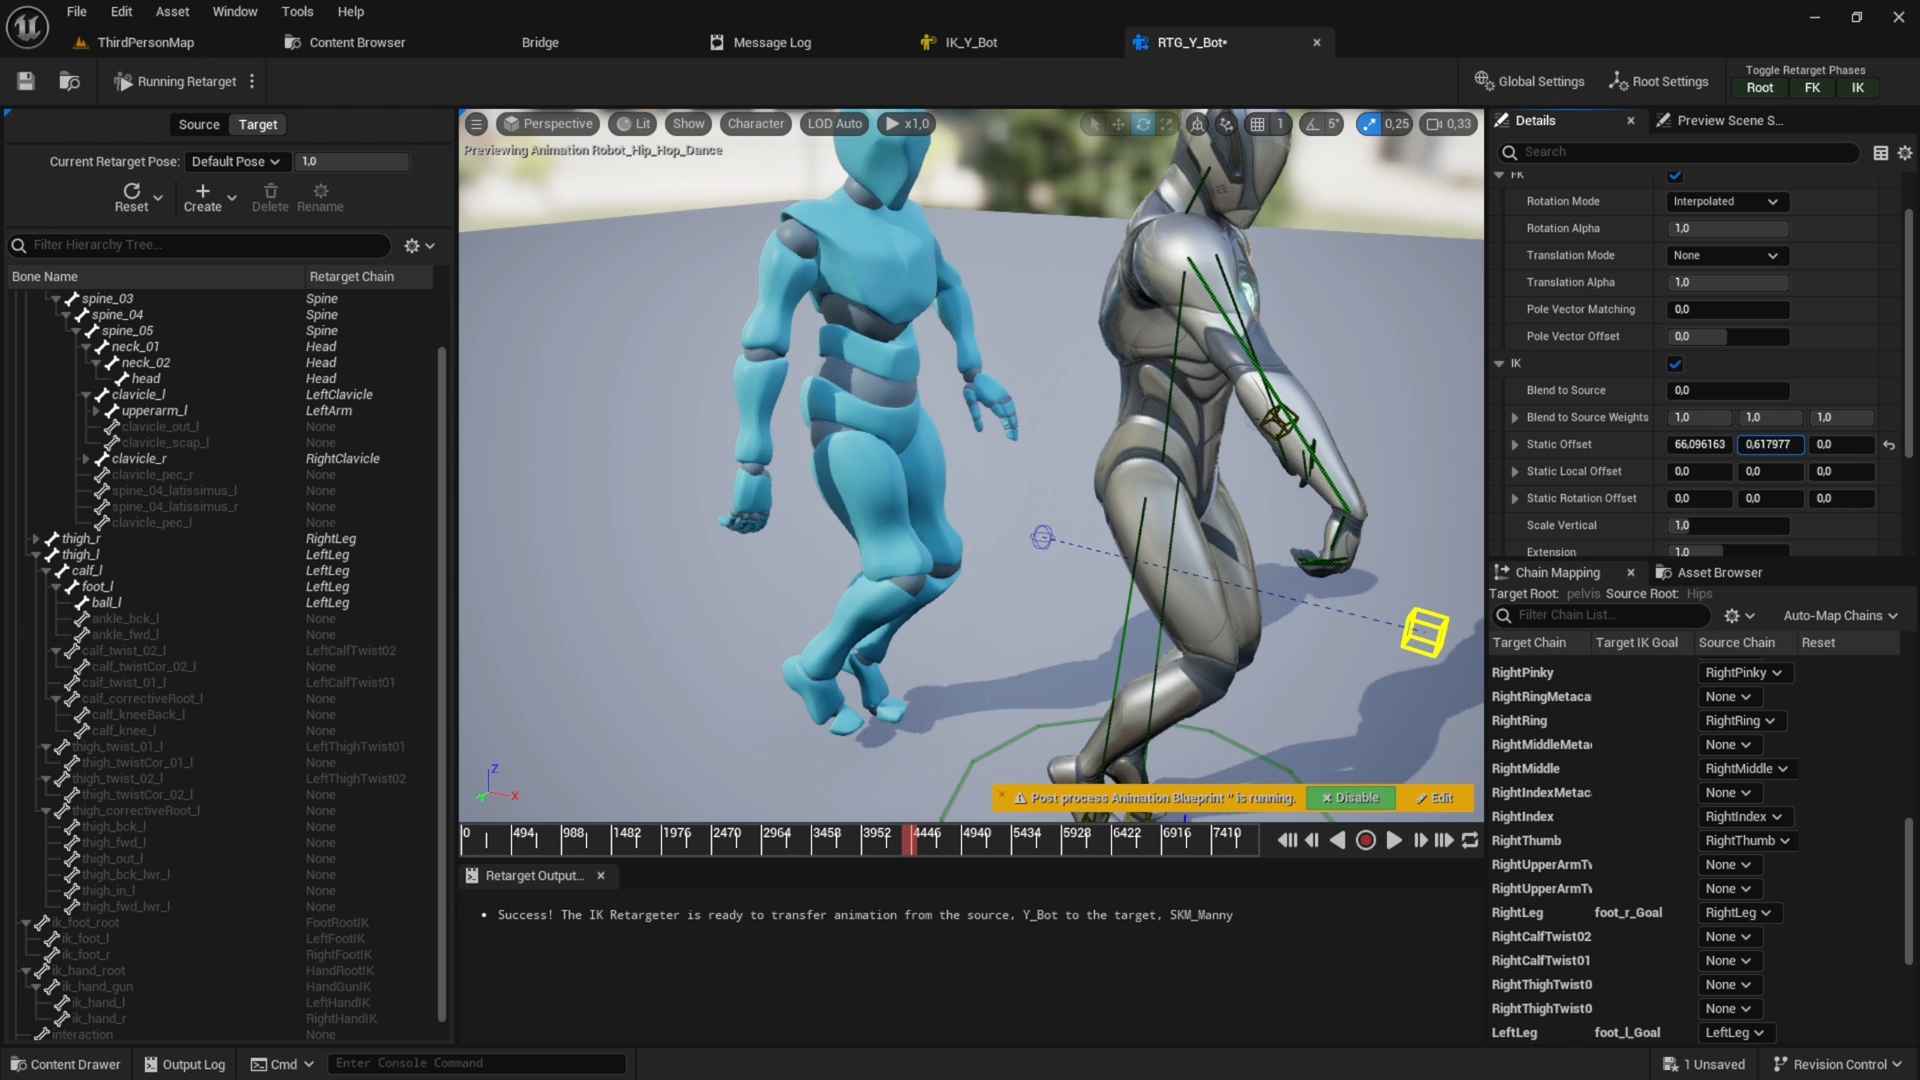 File Edit Asset Window Tools Help
ThirdPersonMap Content Browser Bridge Message Log IK_Y_Bot RTG_Y_Bot*
Running Retarget Global Settings Root Settings Toggle Retarget Phases
Root FK IK
Source Target
Current Retarget Pose: Default Pose 1,0
Reset Create Delete Rename
Filter Hierarchy Tree...
Bone Name Retarget Chain
spine_03 Spine
spine_04 Spine
spine_05 Spine
neck_01 Head
neck_02 Head
head Head
clavicle_l LeftClavicle
upperarm_l LeftArm
clavicle_out_l None
clavicle_scap_l None
clavicle_r RightClavicle
clavicle_pec_r None
spine_04_latissimus_l None
spine_04_latissimus_r None
clavicle_pec_l None
thigh_r RightLeg
thigh_l LeftLeg
calf_l LeftLeg
foot_l LeftLeg
ball_l LeftLeg
ankle_bck_l None
ankle_fwd_l None
calf_twist_02_l LeftCalfTwist02
calf_twistCor_02_l None
calf_twist_01_l LeftCalfTwist01
calf_correctiveRoot_l None
calf_kneeBack_l None
calf_knee_l None
thigh_twist_01_l LeftThighTwist01
thigh_twistCor_01_l None
thigh_twist_02_l LeftThighTwist02
thigh_twistCor_02_l None
thigh_correctiveRoot_l None
thigh_bck_l None
thigh_fwd_l None
thigh_out_l None
thigh_bck_lwr_l None
thigh_in_l None
thigh_fwd_lwr_l None
ik_foot_root FootRootIK
ik_foot_l LeftFootIK
ik_foot_r RightFootIK
ik_hand_root HandRootIK
ik_hand_gun HandGunIK
ik_hand_l LeftHandIK
ik_hand_r RightHandIK
interaction None
Perspective Lit Show Character LOD Auto x1,0 1 5° 0,25 0,33
Previewing Animation Robot_Hip_Hop_Dance
Z
X
Post process Animation Blueprint '' is running. Disable Edit
0 494 988 1482 1976 2470 2964 3458 3952 4446 4940 5434 5928 6422 6916 7410
Retarget Output...
• Success! The IK Retargeter is ready to transfer animation from the source, Y_Bot to the target, SKM_Manny
Details Preview Scene S...
Search
FK
Rotation Mode Interpolated
Rotation Alpha 1,0
Translation Mode None
Translation Alpha 1,0
Pole Vector Matching 0,0
Pole Vector Offset 0,0
IK
Blend to Source 0,0
Blend to Source Weights 1,0 1,0 1,0
Static Offset 66,096163 0,617977 0,0
Static Local Offset 0,0 0,0 0,0
Static Rotation Offset 0,0 0,0 0,0
Scale Vertical 1,0
Extension 1,0
Chain Mapping Asset Browser
Target Root: pelvis Source Root: Hips
Filter Chain List... Auto-Map Chains
Target Chain Target IK Goal Source Chain Reset
RightPinky RightPinky
RightRingMetaca None
RightRing RightRing
RightMiddleMeta None
RightMiddle RightMiddle
RightIndexMetac None
RightIndex RightIndex
RightThumb RightThumb
RightUpperArmTv None
RightUpperArmTv None
RightLeg foot_r_Goal RightLeg
RightCalfTwist02 None
RightCalfTwist01 None
RightThighTwist0 None
RightThighTwist0 None
LeftLeg foot_l_Goal LeftLeg
Content Drawer Output Log Cmd Enter Console Command 1 Unsaved Revision Control